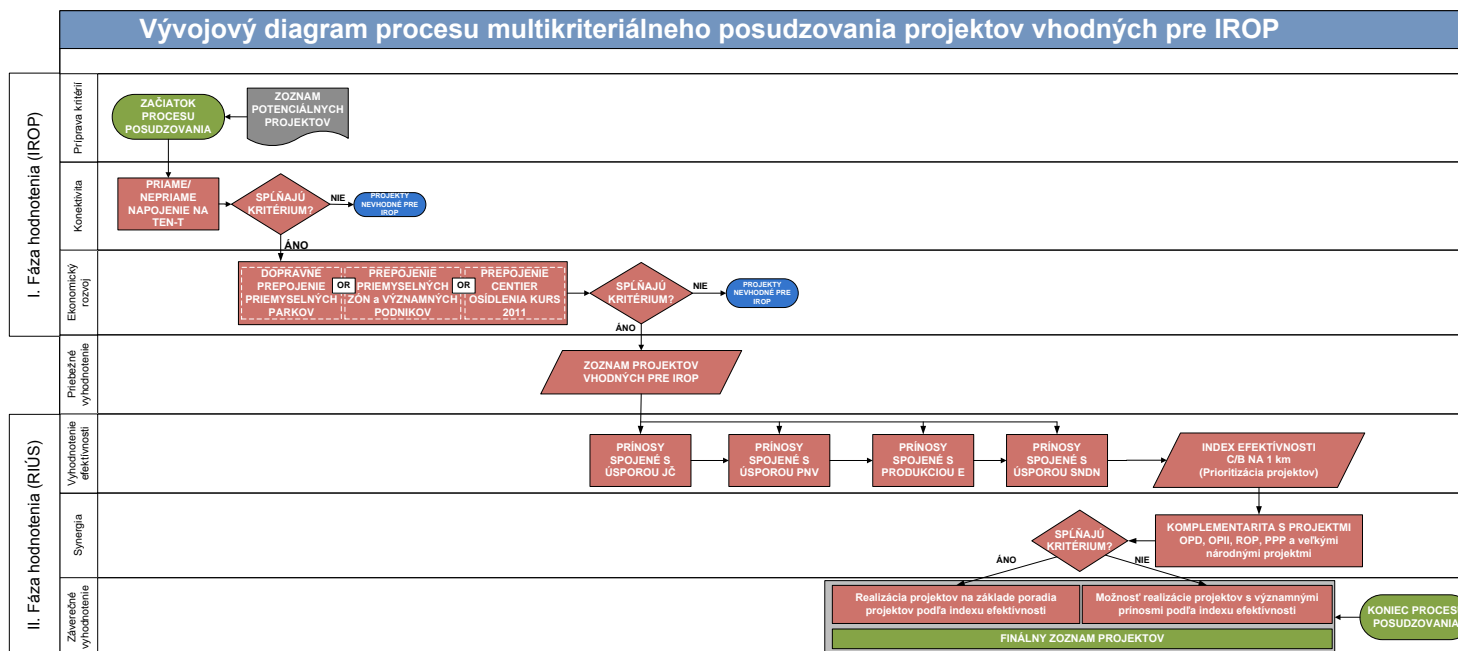 Vývojový diagram procesu multikriteriálneho posudzovania projektov vhodných pre IROP
I. Fáza hodnotenia (IROP)
Príprava kritérií
ZAČIATOK
PROCESU
POSUDZOVANIA
ZOZNAM
POTENCIÁLNYCH
PROJEKTOV
Konektivita
PRIAME/
NEPRIAME
NAPOJENIE NA
TEN-T
SPĹŇAJÚ
KRITÉRIUM?
NIE
PROJEKTY
NEVHODNÉ PRE
IROP
ÁNO
Ekonomický
rozvoj
DOPRAVNÉ
PREPOJENIE
PRIEMYSELNÝCH
PARKOV
OR
PREPOJENIE
PRIEMYSELNÝCH
ZÓN a VÝZNAMNÝCH
PODNIKOV
OR
PREPOJENIE
CENTIER
OSÍDLENIA KURS
2011
SPĹŇAJÚ
KRITÉRIUM?
NIE
PROJEKTY
NEVHODNÉ PRE
IROP
ÁNO
Priebežné
vyhodnotenie
ZOZNAM PROJEKTOV
VHODNÝCH PRE IROP
II. Fáza hodnotenia (RIÚS)
Vyhodnotenie
efektívnosti
PRÍNOSY
SPOJENÉ S
ÚSPOROU JČ
PRÍNOSY
SPOJENÉ S
ÚSPOROU PNV
PRÍNOSY
SPOJENÉ S
PRODUKCIOU E
PRÍNOSY
SPOJENÉ S
ÚSPOROU SNDN
INDEX EFEKTÍVNOSTI
C/B NA 1 km
(Prioritizácia projektov)
Synergia
SPĹŇAJÚ
KRITÉRIUM?
KOMPLEMENTARITA S PROJEKTMI
OPD, OPII, ROP, PPP a veľkými
národnými projektmi
ÁNO
NIE
Záverečné
vyhodnotenie
Realizácia projektov na základe poradia
projektov podľa indexu efektívnosti
Možnosť realizácie projektov s významnými
prínosmi podľa indexu efektívnosti
FINÁLNY ZOZNAM PROJEKTOV
KONIEC PROCESU
POSUDZOVANIA